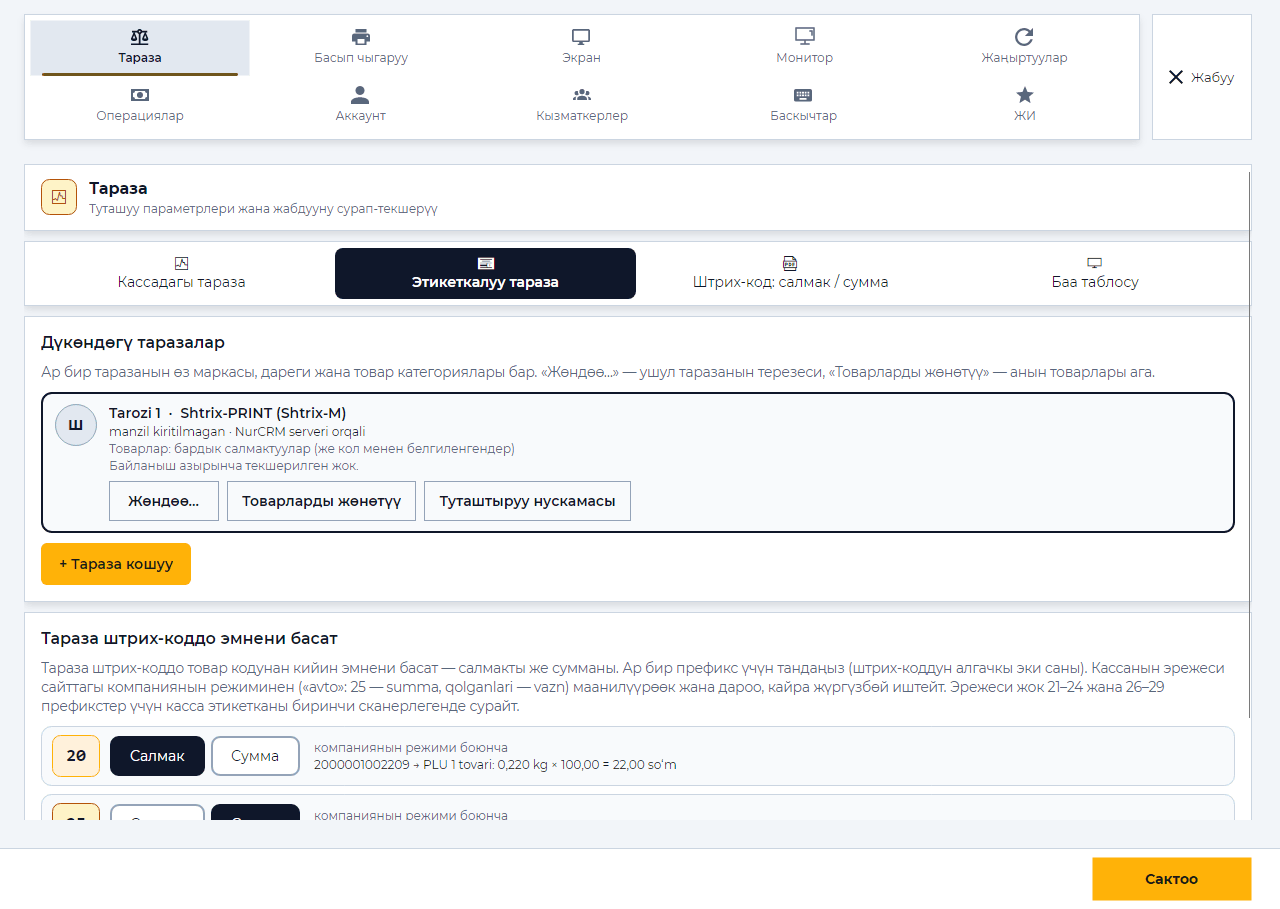 Тараза
Басып чыгаруу
Экран
Монитор
Жаңыртуулар
Операциялар
Аккаунт
Кызматкерлер
Баскычтар
ЖИ
Жабуу
Тараза
Туташуу параметрлери жана жабдууну сурап-текшерүү
Кассадагы тараза
Этикеткалуу тараза
Штрих-код: салмак / сумма
Баа таблосу
Дүкөндөгү таразалар
Ар бир таразанын өз маркасы, дареги жана товар категориялары бар. «Жөндөө...» — ушул таразанын терезеси, «Товарларды жөнөтүү» — анын товарлары ага.
Ш
Tarozi 1 · Shtrix-PRINT (Shtrix-M)
manzil kiritilmagan · NurCRM serveri orqali
Товарлар: бардык салмактуулар (же кол менен белгиленгендер)
Байланыш азырынча текшерилген жок.
Жөндөө...
Товарларды жөнөтүү
Туташтыруу нускамасы
+ Тараза кошуу
Тараза штрих-коддо эмнени басат
Тараза штрих-коддо товар кодунан кийин эмнени басат — салмакты же сумманы. Ар бир префикс үчүн тандаңыз (штрих-коддун алгачкы эки саны). Кассанын эрежеси
сайттагы компаниянын режиминен («avto»: 25 — summa, qolganlari — vazn) маанилүүрөөк жана дароо, кайра жүргүзбөй иштейт. Эрежеси жок 21–24 жана 26–29
префикстер үчүн касса этикетканы биринчи сканерлегенде сурайт.
20
Салмак
Сумма
компаниянын режими боюнча
2000001002209 → PLU 1 tovari: 0,220 kg × 100,00 = 22,00 soʻm
компаниянын режими боюнча
Сактоо